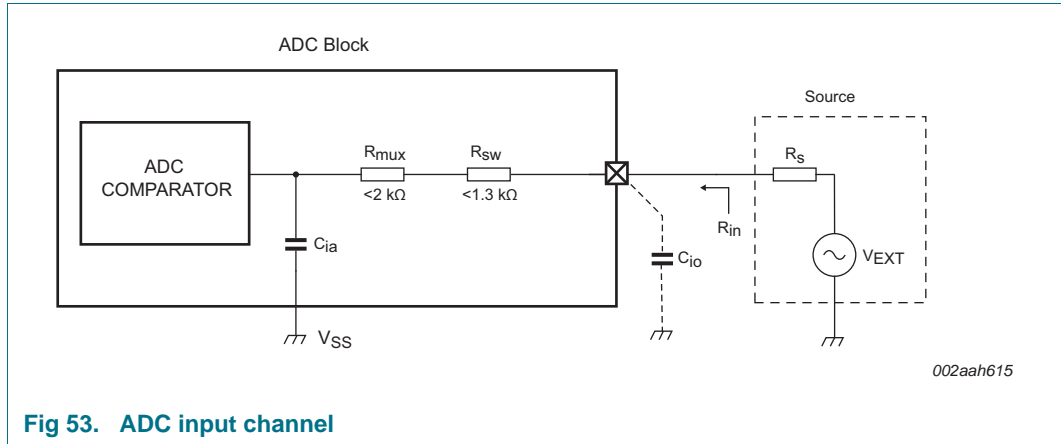 ADC Block
Source
ADC
COMPARATOR
Rmux
<2 kΩ
Rsw
<1.3 kΩ
Rs
Rin
Cia
Cio
VEXT
VSS
002aah615
Fig 53. ADC input channel